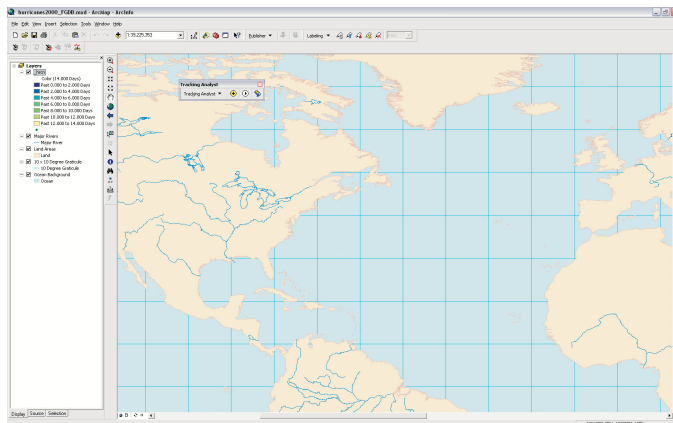 hurricanes2000_FGDB.mxd - ArcMap - ArcInfo
File Edit View Insert Selection Tools Window Help
1:39,225,353
Publisher
Labeling
Layers
Color (14.000 Days)
Past 0.000 to 2.000 Days
Past 2.000 to 4.000 Days
Past 4.000 to 6.000 Days
Past 6.000 to 8.000 Days
Past 8.000 to 10.000 Days
Past 10.000 to 12.000 Days
Past 12.000 to 14.000 Days
Major Rivers
Major River
Land Areas
Land
10 x 10 Degree Graticule
10 Degree Graticule
Ocean Background
Ocean
Tracking Analyst
Tracking Analyst
Display Source Selection